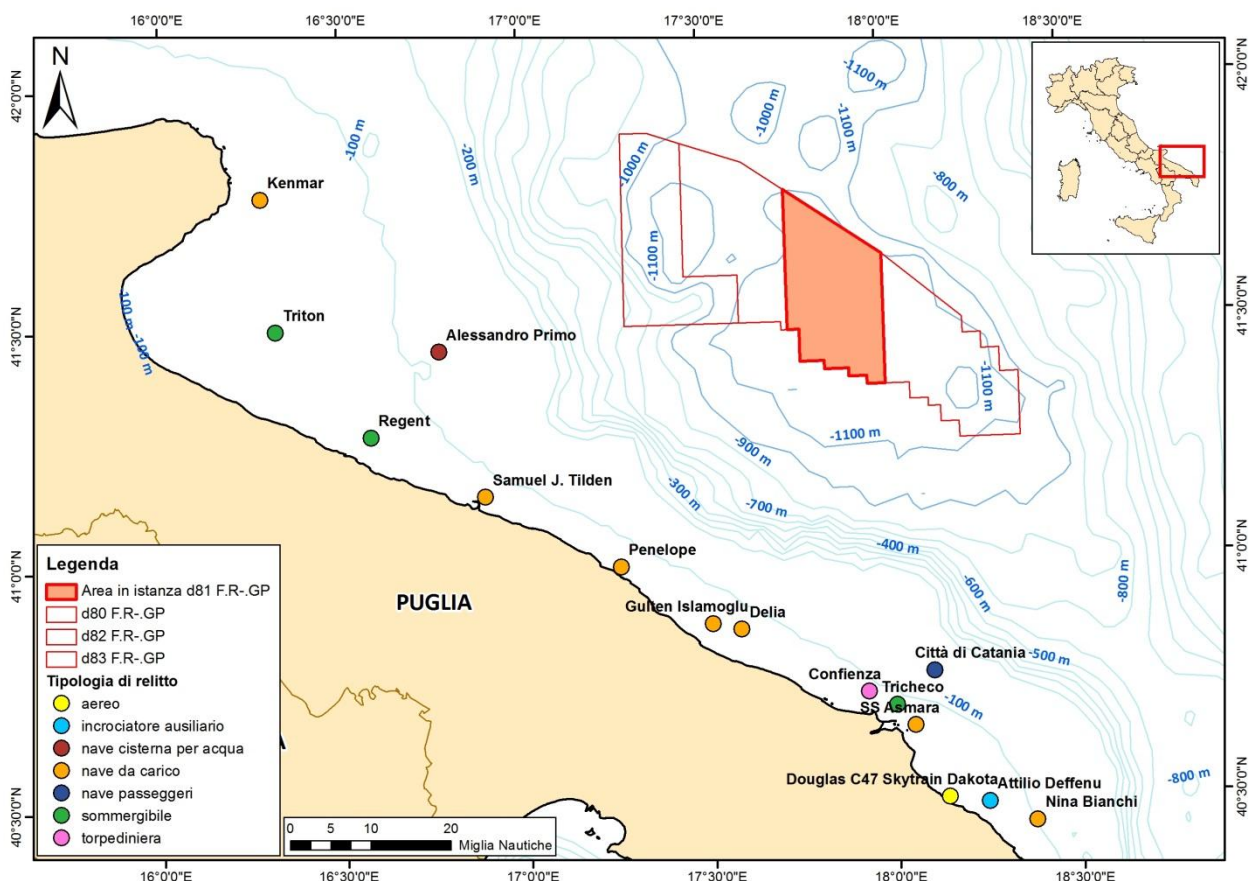 16°0'0"E 16°30'0"E 17°0'0"E 17°30'0"E 18°0'0"E 18°30'0"E
N
42°0'0"N
42°0'0"N
-1100 m
-1000 m
-1100 m
-100 m
-200 m
-1000 m
-800 m
Kenmar
-1100 m
41°30'0"N
41°30'0"N
100 m -100 m
Triton
Alessandro Primo
-1100 m
Regent
-1100 m
-900 m
Samuel J. Tilden
-300 m
-700 m
-400 m
41°0'0"N
41°0'0"N
Penelope
-600 m
-800 m
PUGLIA
Gulten Islamoglu Delia
Città di Catania
-500 m
Confienza
Tricheco
SS Asmara
-100 m
Douglas C47 Skytrain Dakota
Attilio Deffenu
-800 m
Nina Bianchi
40°30'0"N
40°30'0"N
Legenda
Area in istanza d81 F.R-.GP
d80 F.R-.GP
d82 F.R-.GP
d83 F.R-.GP
Tipologia di relitto
aereo
incrociatore ausiliario
nave cisterna per acqua
nave da carico
nave passeggeri
sommergibile
torpediniera
0 5 10 20
Miglia Nautiche
16°0'0"E 16°30'0"E 17°0'0"E 17°30'0"E 18°0'0"E 18°30'0"E